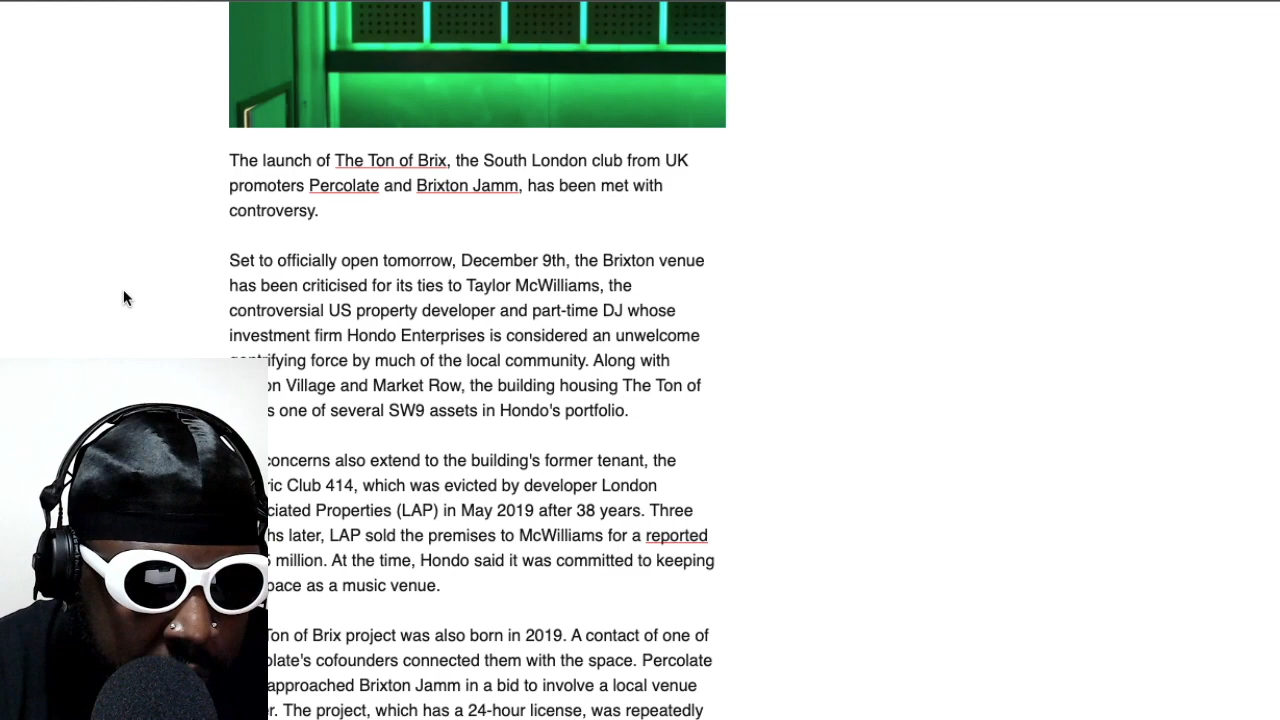 The launch of The Ton of Brix, the South London club from UK
promoters Percolate and Brixton Jamm, has been met with
controversy.
Set to officially open tomorrow, December 9th, the Brixton venue
has been criticised for its ties to Taylor McWilliams, the
controversial US property developer and part-time DJ whose
investment firm Hondo Enterprises is considered an unwelcome
gentrifying force by much of the local community. Along with
on Village and Market Row, the building housing The Ton of
s one of several SW9 assets in Hondo's portfolio.
concerns also extend to the building's former tenant, the
ric Club 414, which was evicted by developer London
ciated Properties (LAP) in May 2019 after 38 years. Three
hs later, LAP sold the premises to McWilliams for a reported
million. At the time, Hondo said it was committed to keeping
pace as a music venue.
Ton of Brix project was also born in 2019. A contact of one of
olate's cofounders connected them with the space. Percolate
approached Brixton Jamm in a bid to involve a local venue
r. The project, which has a 24-hour license, was repeatedly